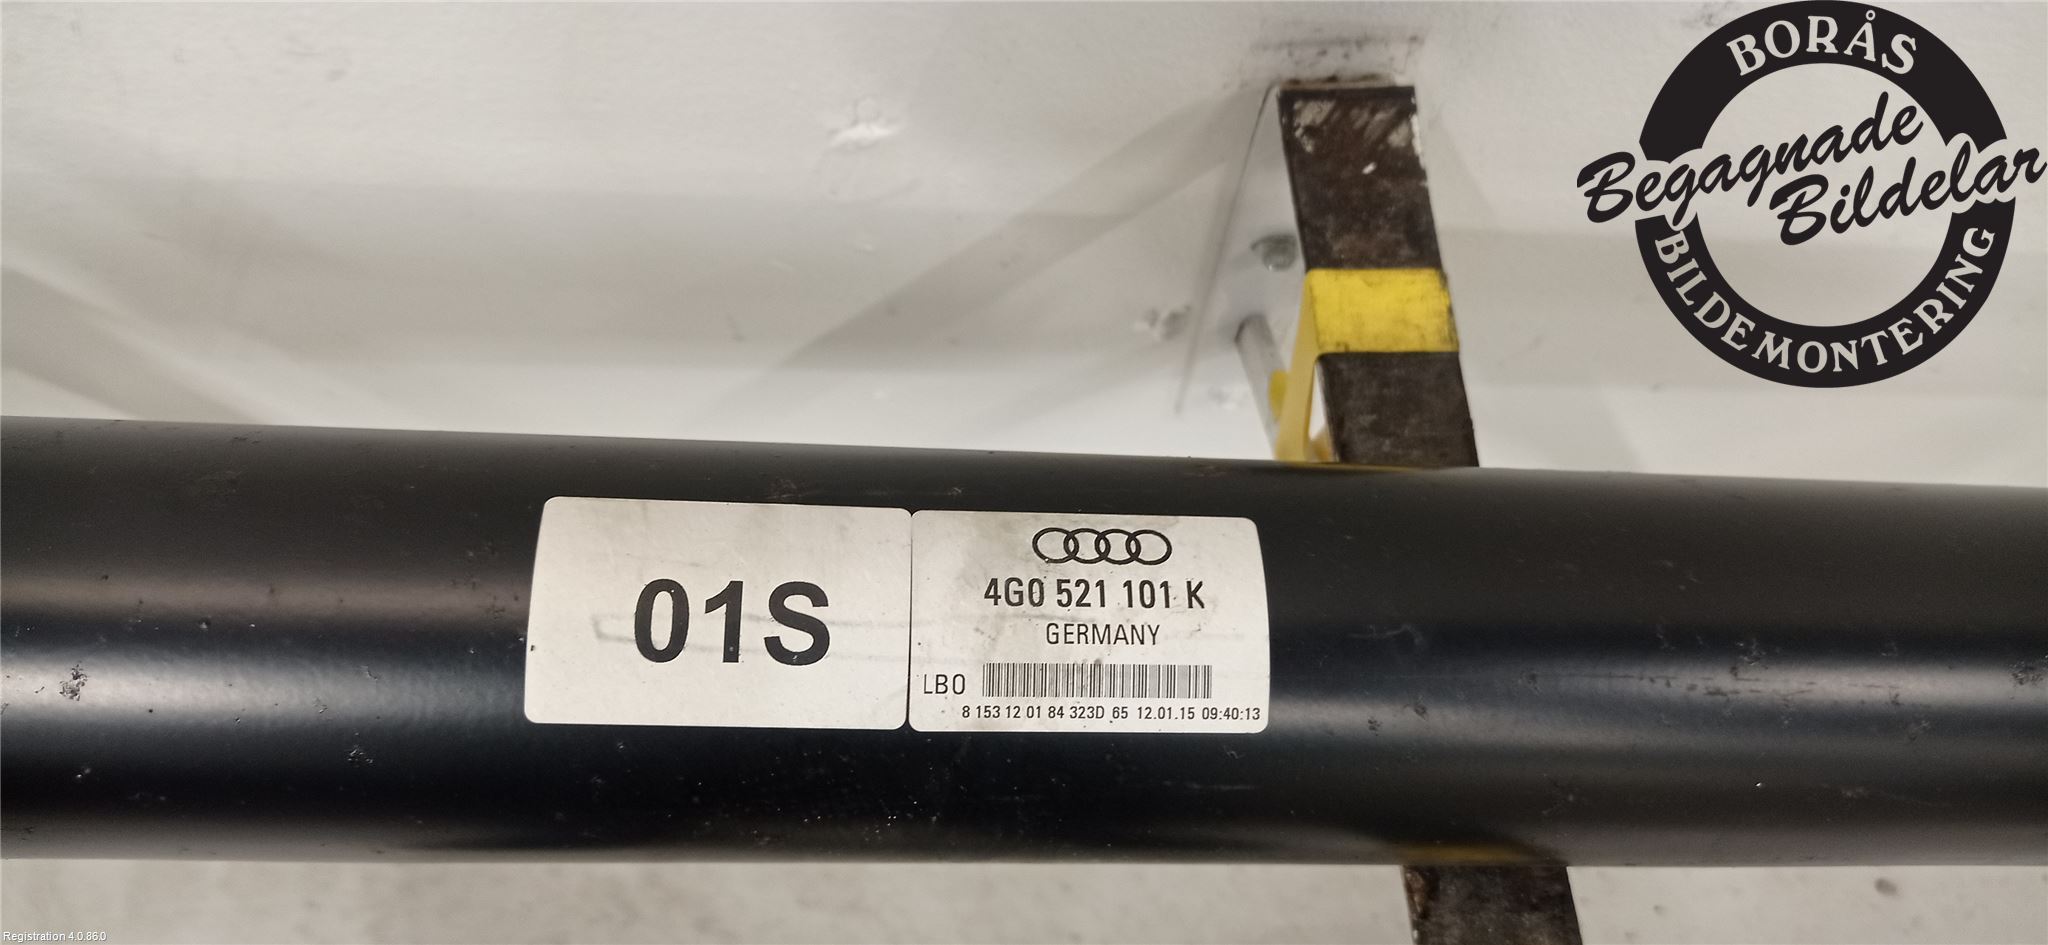 BORÅS
Begagnade
Bildelar
BILDEMONTERING
01S
4G0 521 101 K
GERMANY
LBO
8 153 12 01 84 323D 65 12.01.15 09:40:13
Registration 4.0.86.0